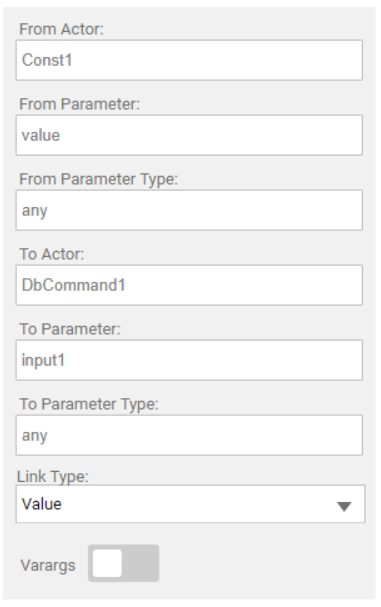 From Actor:
Const1
From Parameter:
value
From Parameter Type:
any
To Actor:
DbCommand1
To Parameter:
input1
To Parameter Type:
any
Link Type:
Value
Varargs